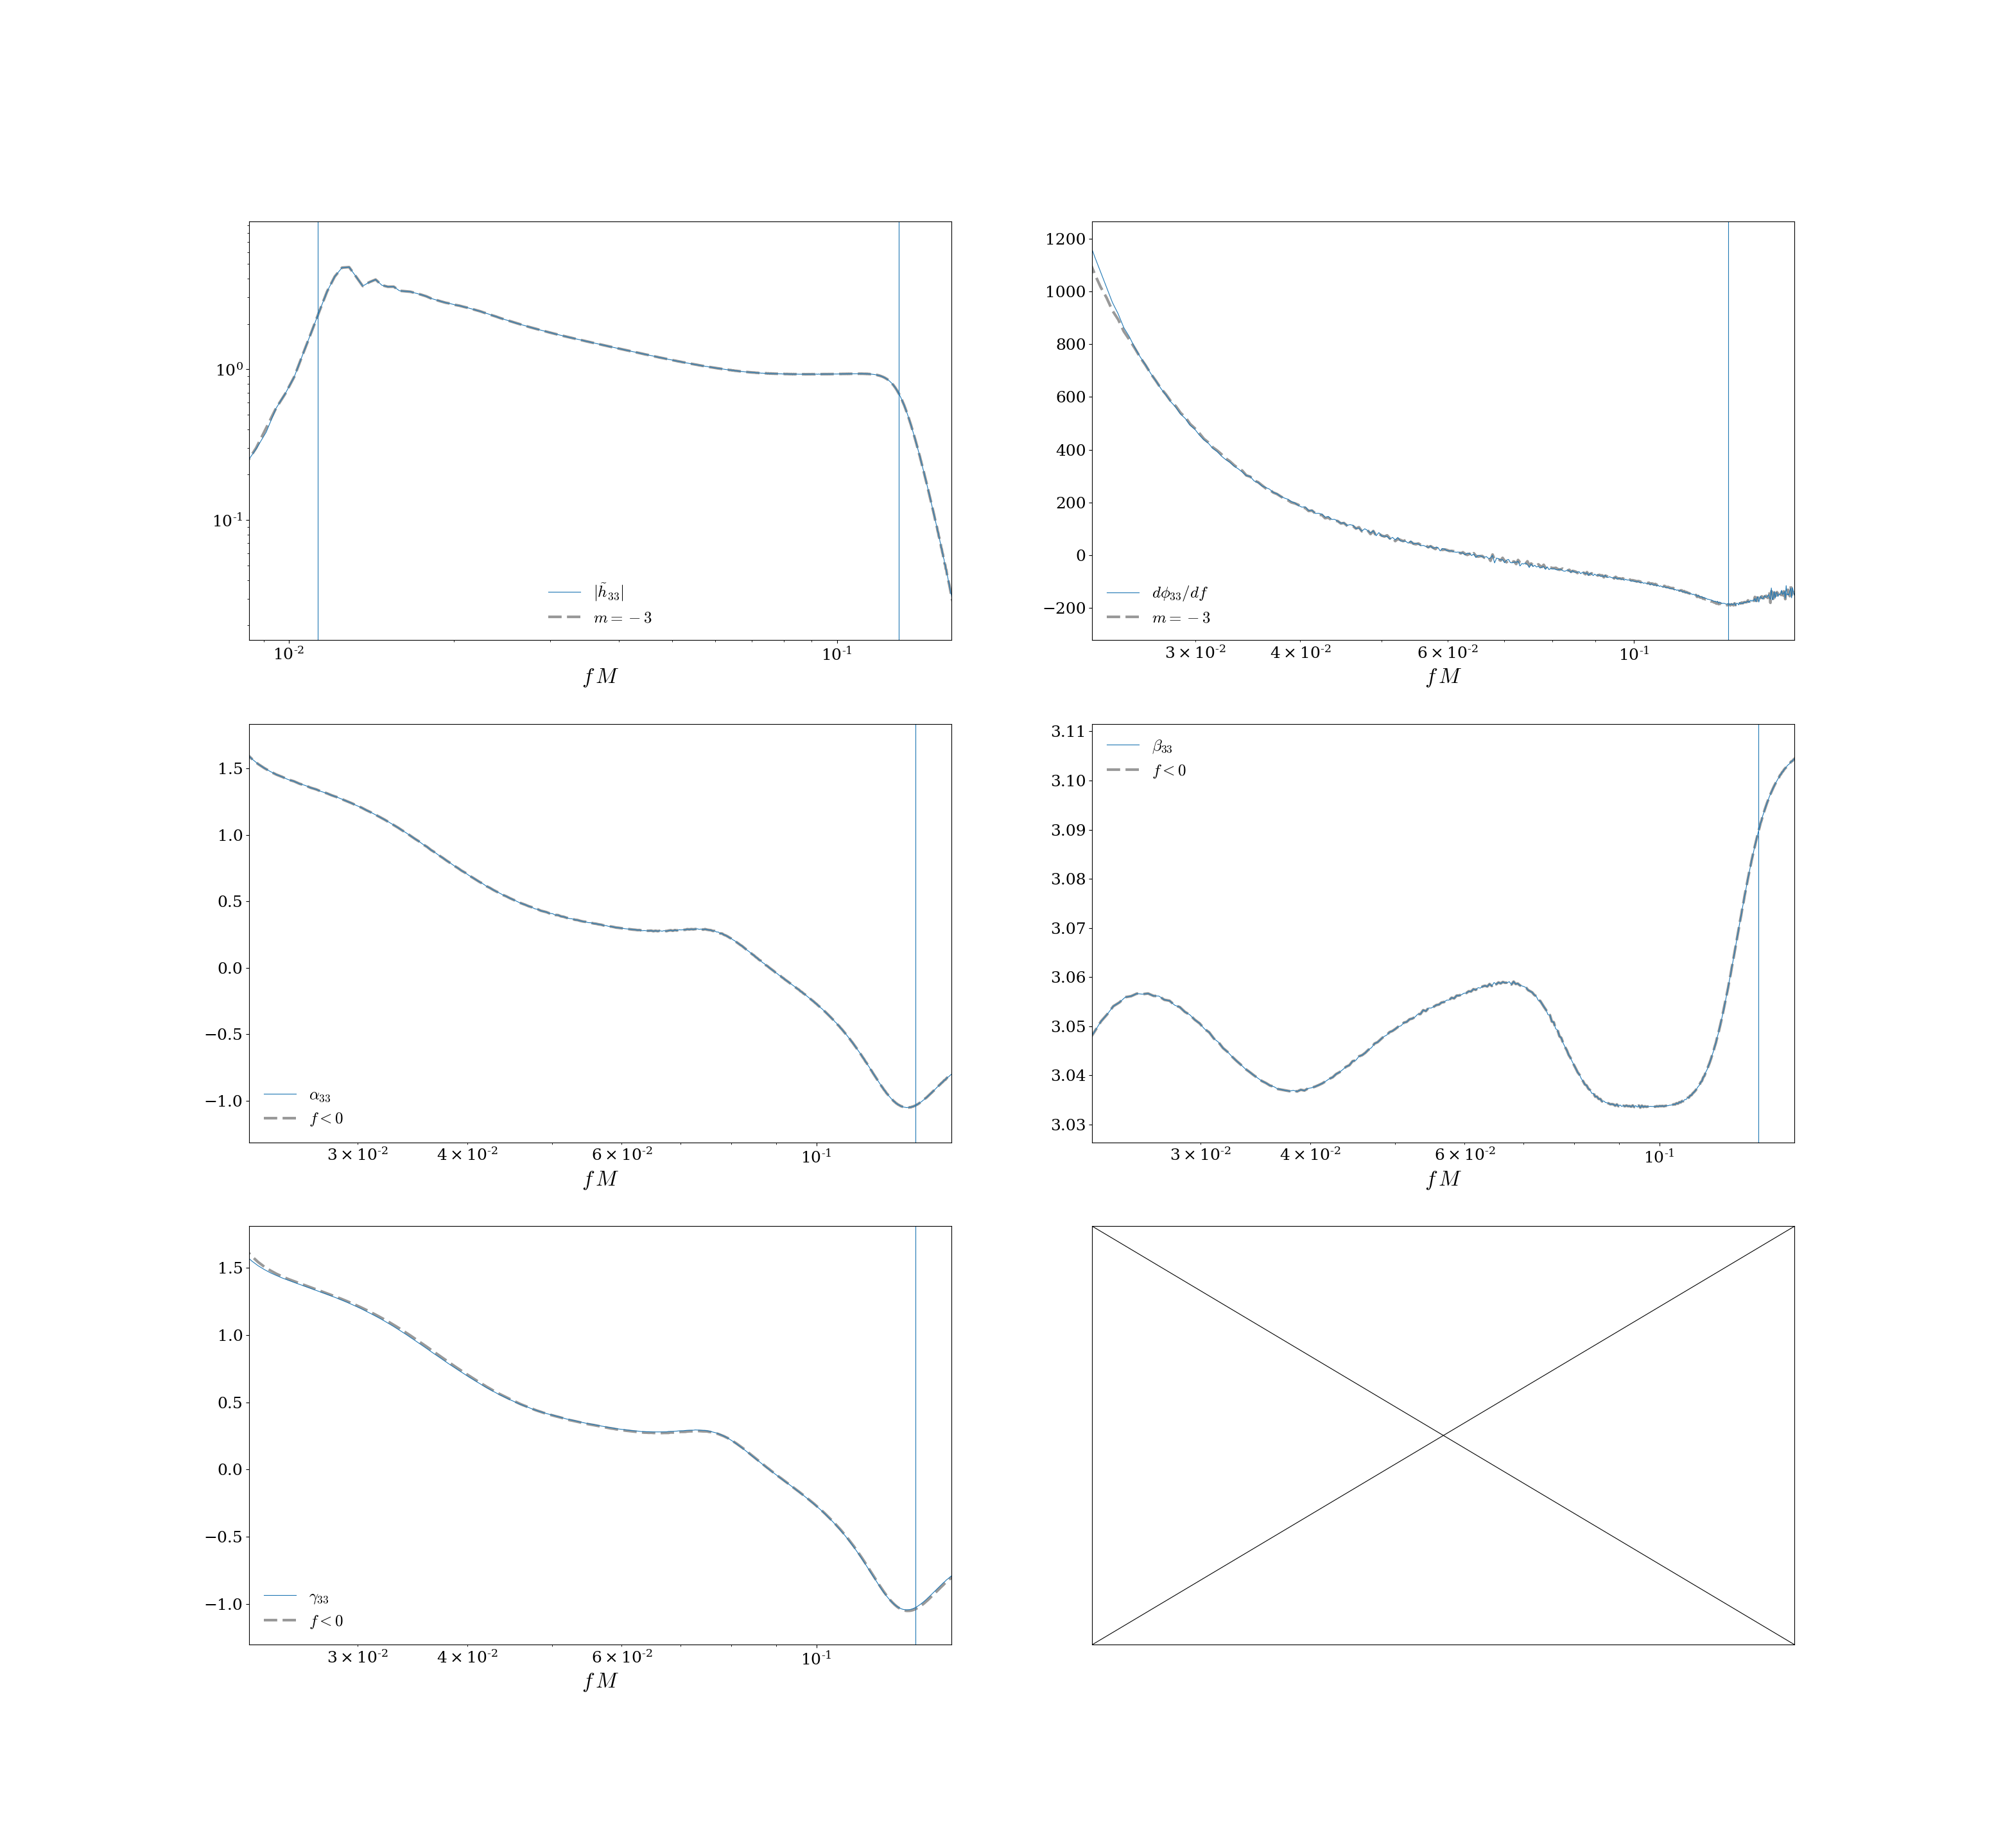 10⁰
10⁻¹
|h̃₃₃|
m = −3
10⁻² 10⁻¹
f M
1200
1000
800
600
400
200
0
−200
dϕ₃₃/df
m = −3
3 × 10⁻² 4 × 10⁻² 6 × 10⁻² 10⁻¹
f M
1.5
1.0
0.5
0.0
−0.5
−1.0
α₃₃
f < 0
3 × 10⁻² 4 × 10⁻² 6 × 10⁻² 10⁻¹
f M
3.11
3.10
3.09
3.08
3.07
3.06
3.05
3.04
3.03
β₃₃
f < 0
3 × 10⁻² 4 × 10⁻² 6 × 10⁻² 10⁻¹
f M
1.5
1.0
0.5
0.0
−0.5
−1.0
γ₃₃
f < 0
3 × 10⁻² 4 × 10⁻² 6 × 10⁻² 10⁻¹
f M